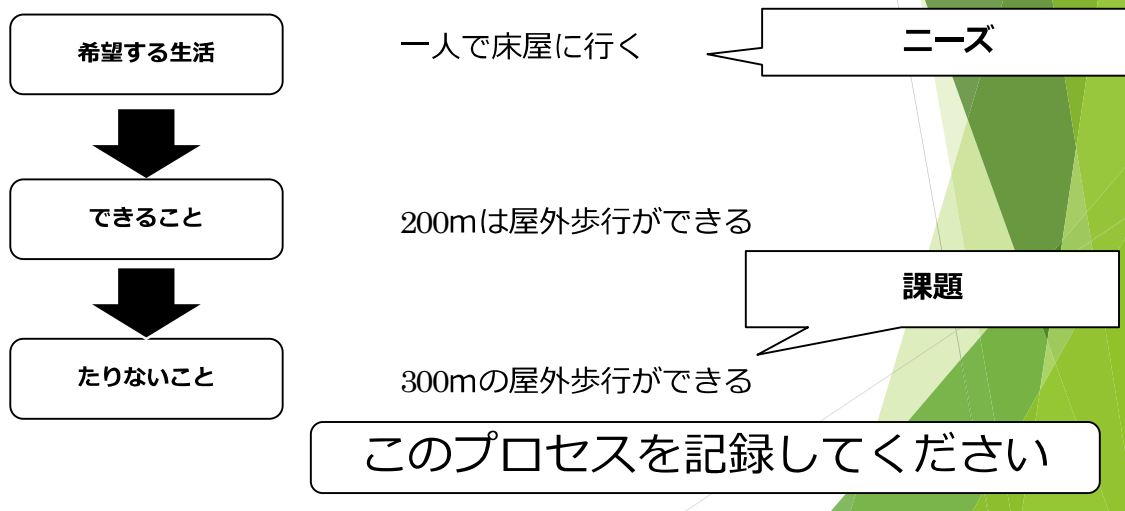 希望する生活
一人で床屋に行く
ニーズ
できること
200mは屋外歩行ができる
課題
たりないこと
300mの屋外歩行ができる
このプロセスを記録してください